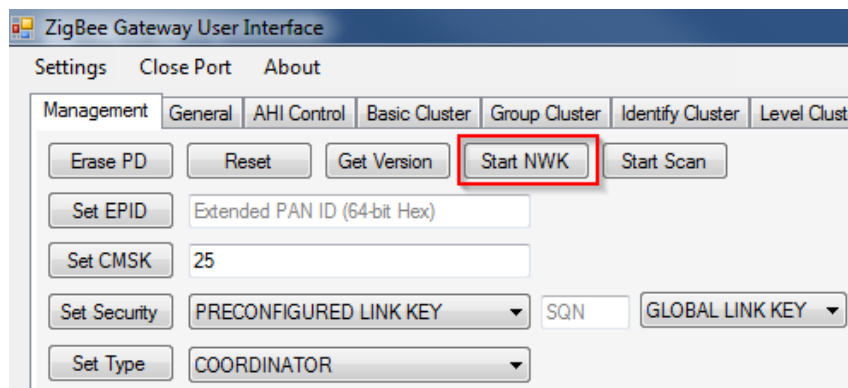 ZigBee Gateway User Interface
Settings Close Port About
Management General AHI Control Basic Cluster Group Cluster Identify Cluster Level Clust
Erase PD Reset Get Version Start NWK Start Scan
Set EPID Extended PAN ID (64-bit Hex)
Set CMSK 25
Set Security PRECONFIGURED LINK KEY SQN GLOBAL LINK KEY
Set Type COORDINATOR